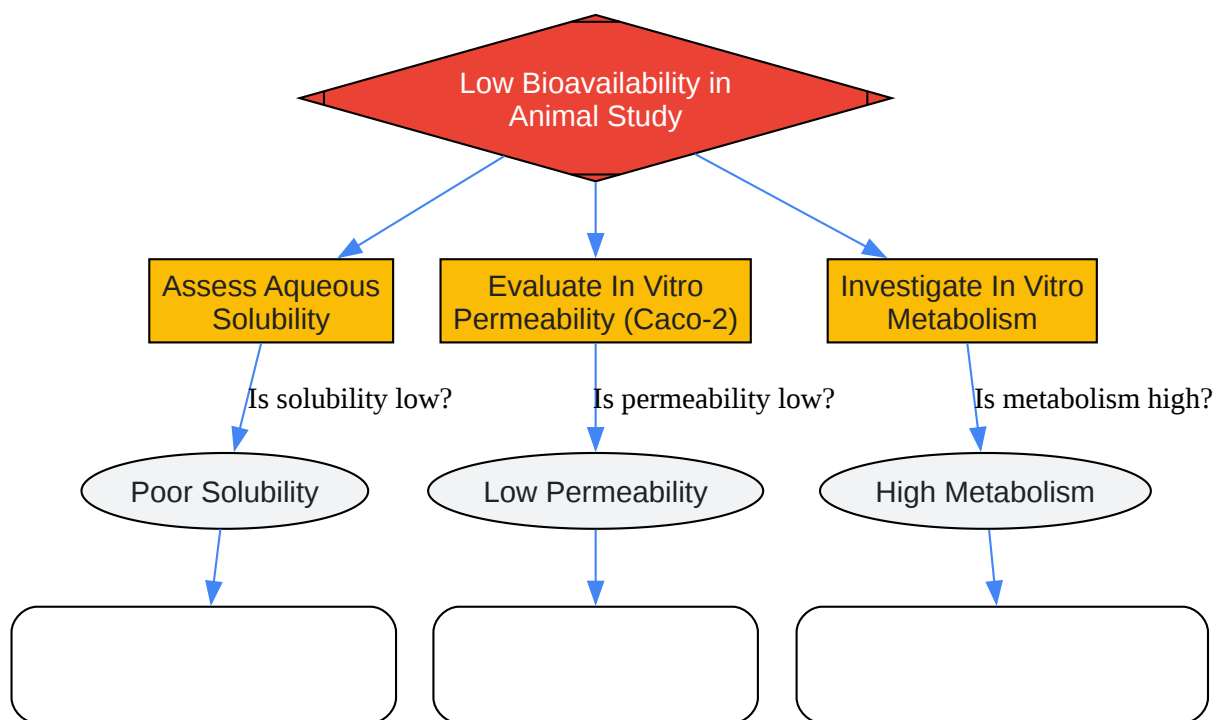 Low Bioavailability in
Animal Study
Assess Aqueous
Solubility
Evaluate In Vitro
Permeability (Caco-2)
Investigate In Vitro
Metabolism
Is solubility low?
Is permeability low?
Is metabolism high?
Poor Solubility
Low Permeability
High Metabolism